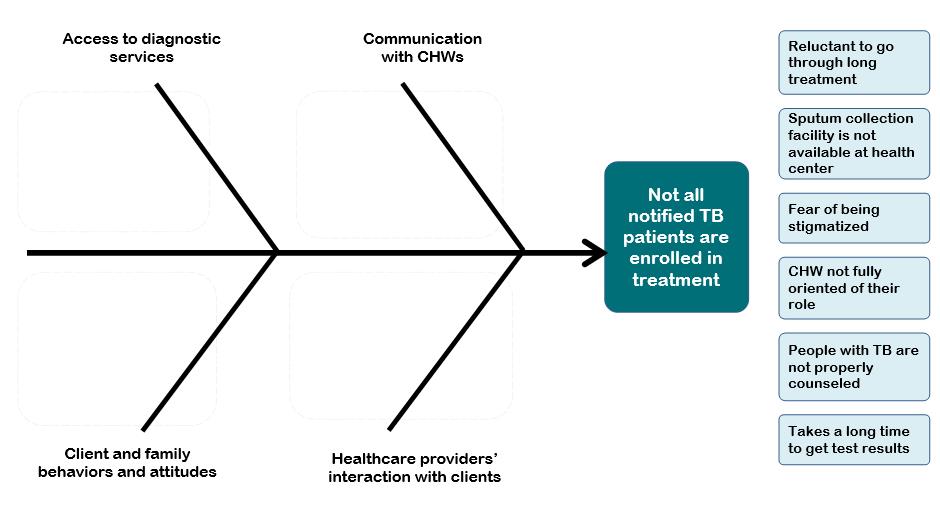 Access to diagnostic
services
Communication
with CHWs
Not all
notified TB
patients are
enrolled in
treatment
Client and family
behaviors and attitudes
Healthcare providers’
interaction with clients
Reluctant to go
through long
treatment
Sputum collection
facility is not
available at health
center
Fear of being
stigmatized
CHW not fully
oriented of their
role
People with TB are
not properly
counseled
Takes a long time
to get test results